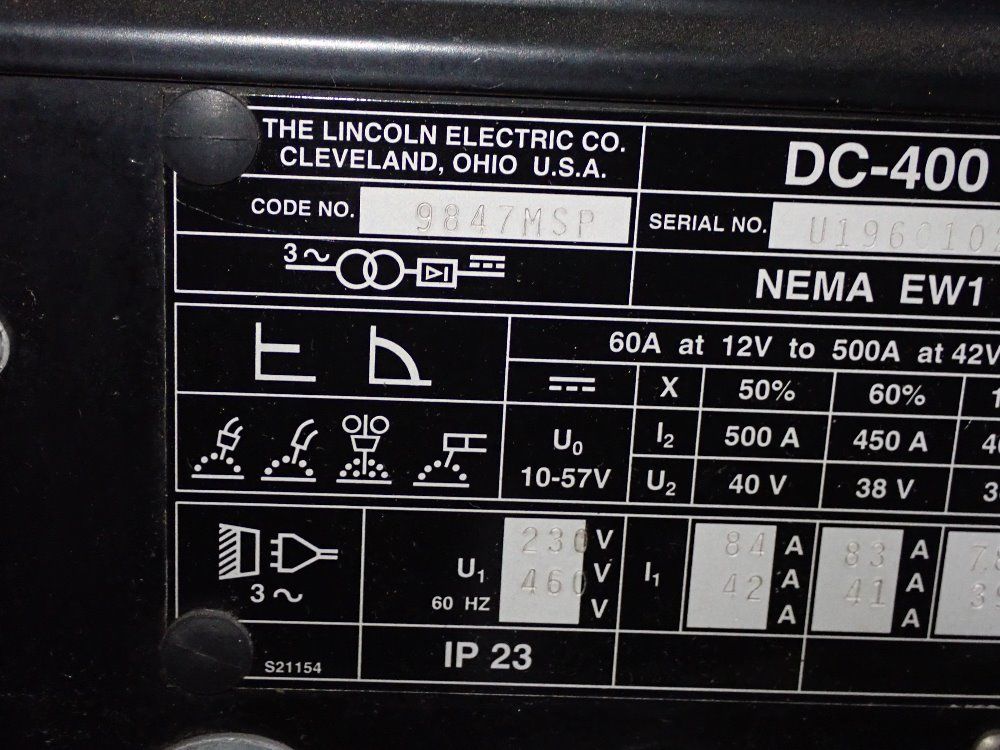 THE LINCOLN ELECTRIC CO.
CLEVELAND, OHIO U.S.A.
DC-400
CODE NO. 9847MSP
SERIAL NO.
3~
NEMA EW1
60A at 12V to 500A at 42V
X 50% 60%
U0
10-57V
I2 500 A 450 A
U2 40 V 38 V
3~
U1
60 HZ
230 V
460 V
V
I1
84 A 83 A
42 A 41 A
A A
S21154
IP 23